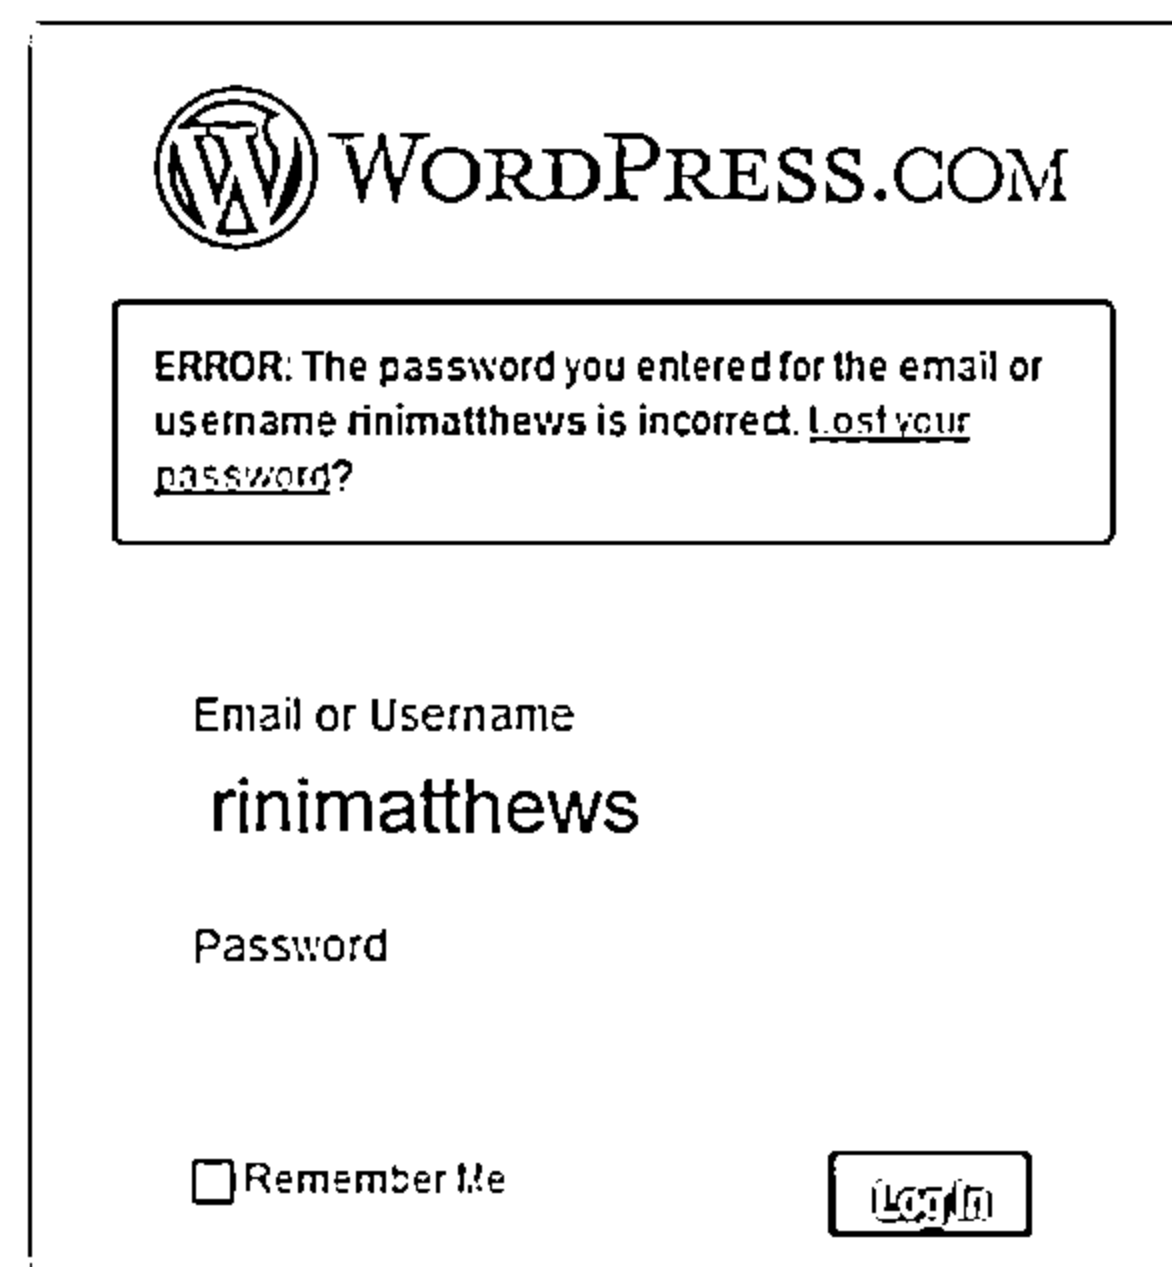 WORDPRESS.COM
ERROR: The password you entered for the email or
username rinimatthews is incorrect. Lost your
password?
Email or Username
rinimatthews
Password
Remember Me
Log In